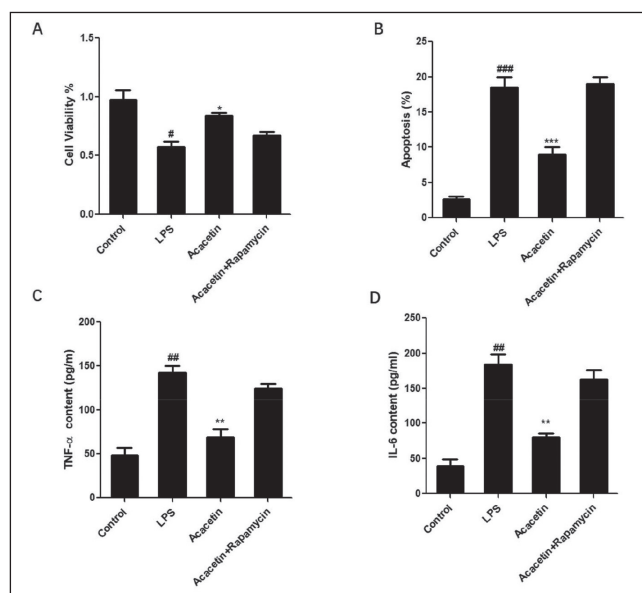 A
Cell Viability %
1.5
1.0
0.5
0.0
#
*
Control
LPS
Acacetin
Acacetin+Rapamycin
B
Apoptosis (%)
25
20
15
10
5
0
###
***
Control
LPS
Acacetin
Acacetin+Rapamycin
C
TNF-α content (pg/m)
200
150
100
50
0
##
**
Control
LPS
Acacetin
Acacetin+Rapamycin
D
IL-6 content (pg/ml)
250
200
150
100
50
0
##
**
Control
LPS
Acacetin
Acacetin+Rapamycin